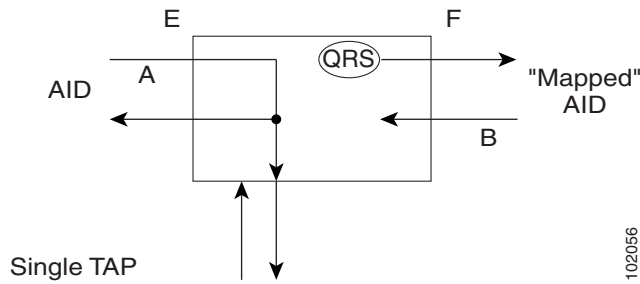 E
F
A
QRS
AID
"Mapped"
AID
B
Single TAP
102056